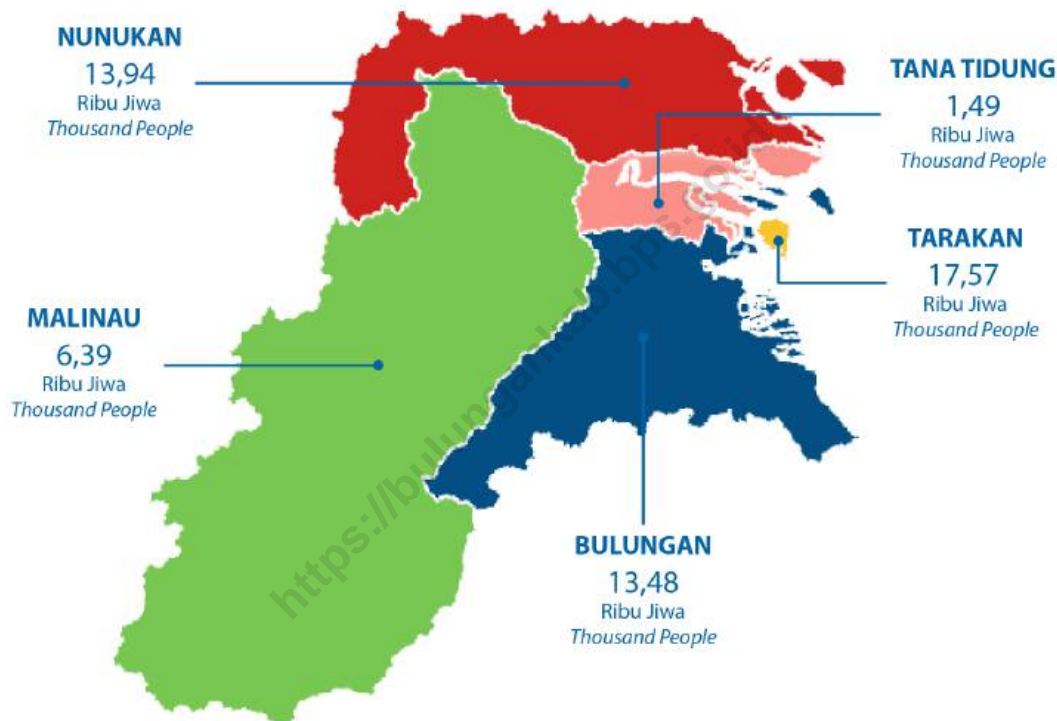 NUNUKAN
13,94
Ribu Jiwa
Thousand People
TANA TIDUNG
1,49
Ribu Jiwa
Thousand People
TARAKAN
17,57
Ribu Jiwa
Thousand People
MALINAU
6,39
Ribu Jiwa
Thousand People
BULUNGAN
13,48
Ribu Jiwa
Thousand People
https://bulungankab.bps.go.id